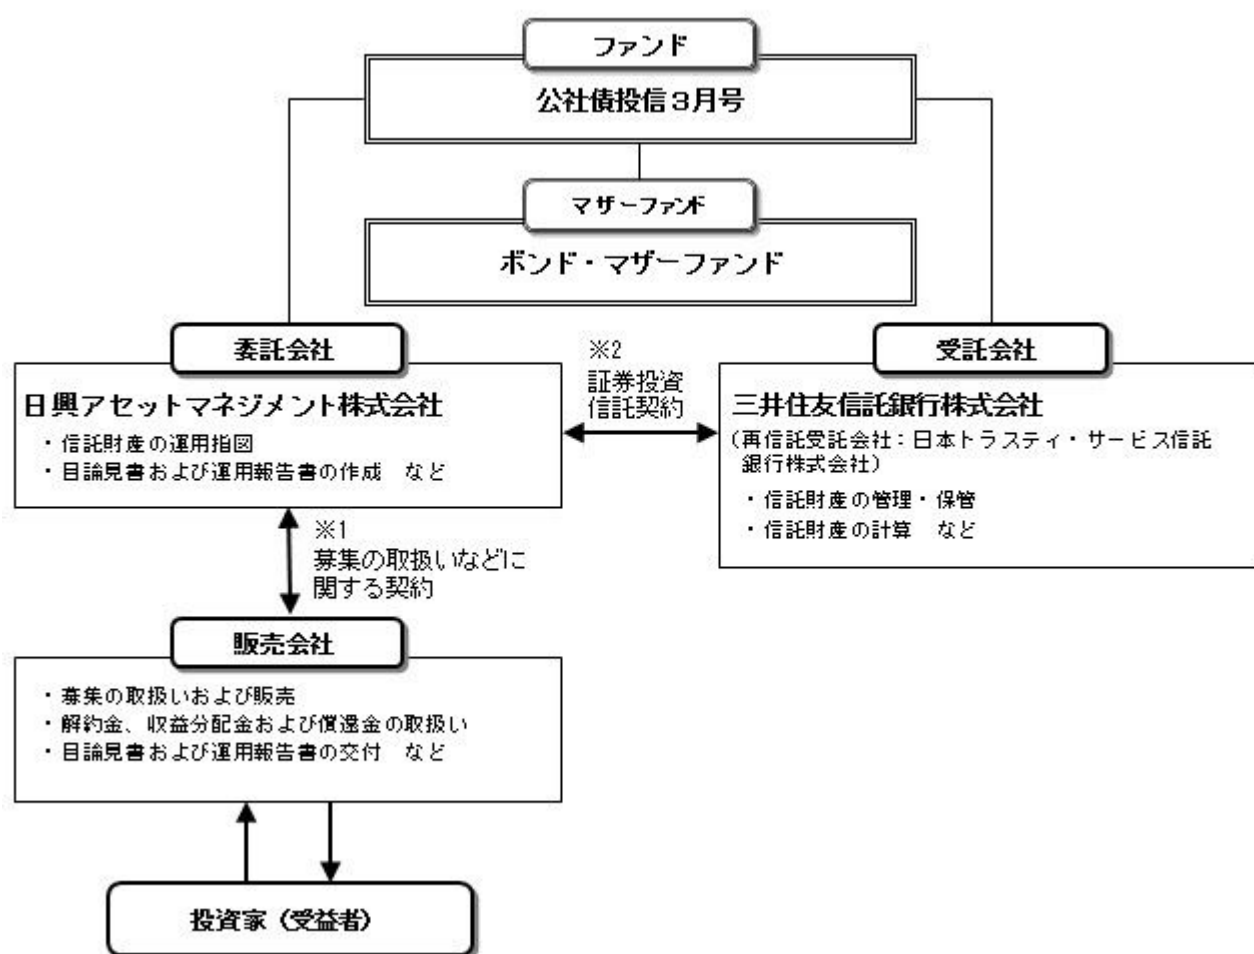 ファンド
公社債投信３月号
マザーファンド
ボンド・マザーファンド
委託会社
日興アセットマネジメント株式会社
・信託財産の運用指図
・目論見書および運用報告書の作成　など
※2
証券投資
信託契約
受託会社
三井住友信託銀行株式会社
（再信託受託会社：日本トラスティ・サービス信託
銀行株式会社）
・信託財産の管理・保管
・信託財産の計算　など
※1
募集の取扱いなどに
関する契約
販売会社
・募集の取扱いおよび販売
・解約金、収益分配金および償還金の取扱い
・目論見書および運用報告書の交付　など
投資家（受益者）